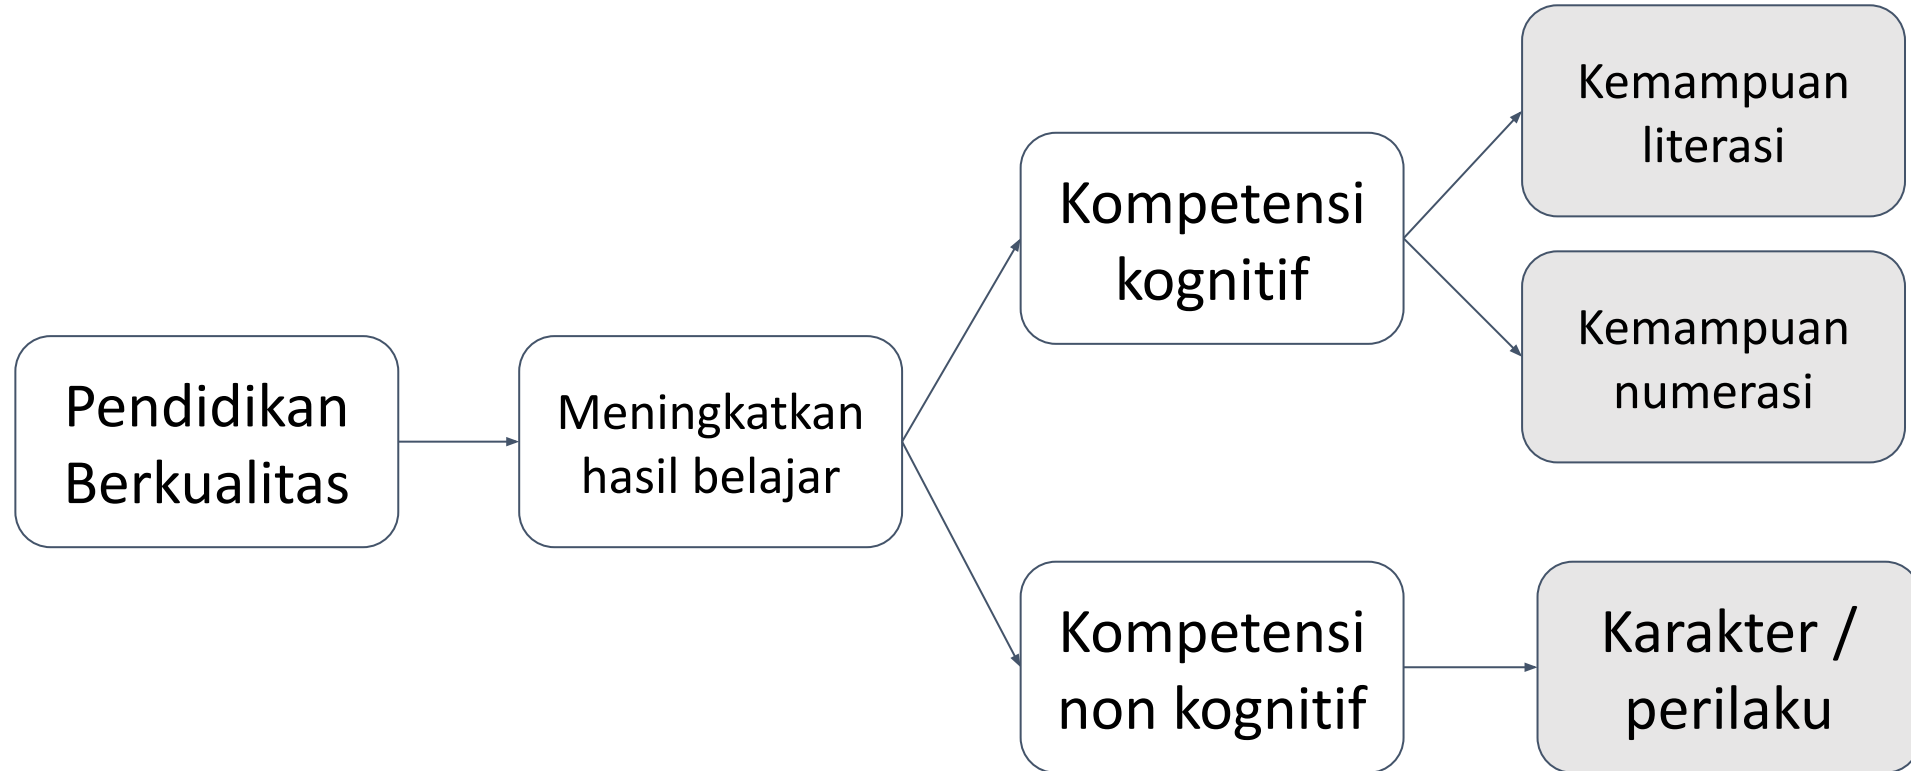 Pendidikan
Berkualitas
Meningkatkan
hasil belajar
Kompetensi
kognitif
Kemampuan
literasi
Kemampuan
numerasi
Kompetensi
non kognitif
Karakter /
perilaku